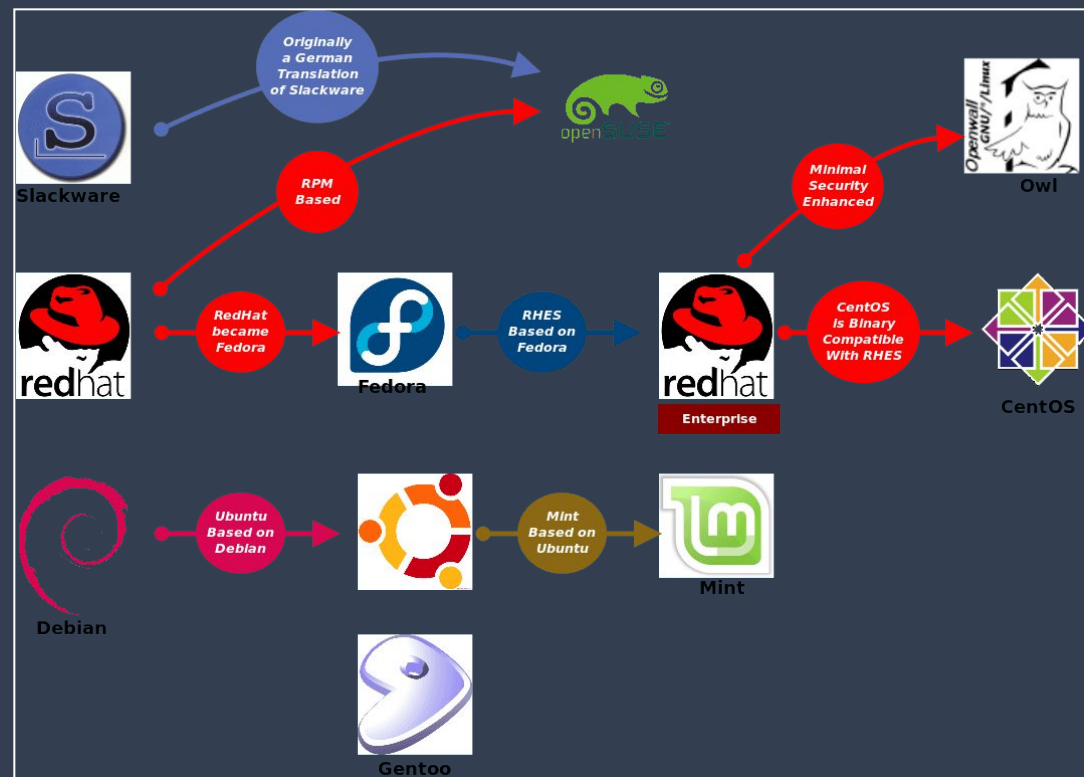 Originally
a German
Translation
of Slackware
S
Slackware
openSUSE
Openwall
GNU/*/Linux
Owl
RPM
Based
Minimal
Security
Enhanced
redhat
RedHat
became
Fedora
Fedora
RHES
Based on
Fedora
redhat
Enterprise
CentOS
is Binary
Compatible
With RHES
CentOS
Debian
Ubuntu
Based on
Debian
Mint
Based on
Ubuntu
lm
Mint
Gentoo